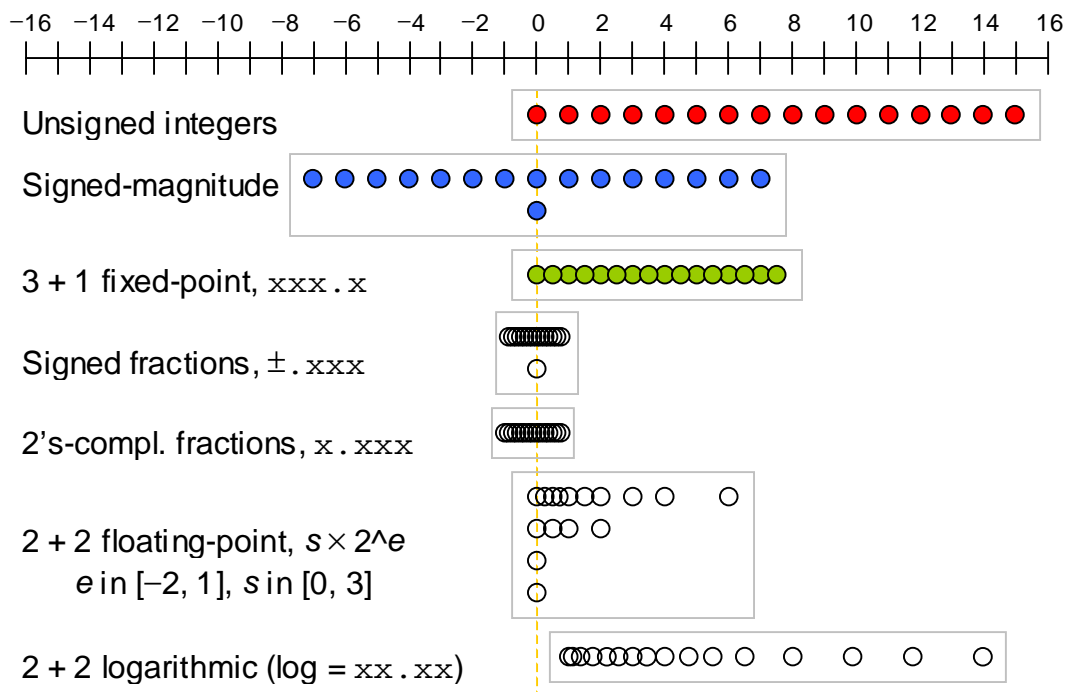 −16 −14 −12 −10 −8 −6 −4 −2 0 2 4 6 8 10 12 14 16
Unsigned integers
Signed-magnitude
3 + 1 fixed-point, xxx.x
Signed fractions, ±.xxx
2's-compl. fractions, x.xxx
2 + 2 floating-point, s × 2^e
e in [−2, 1], s in [0, 3]
2 + 2 logarithmic (log = xx.xx)